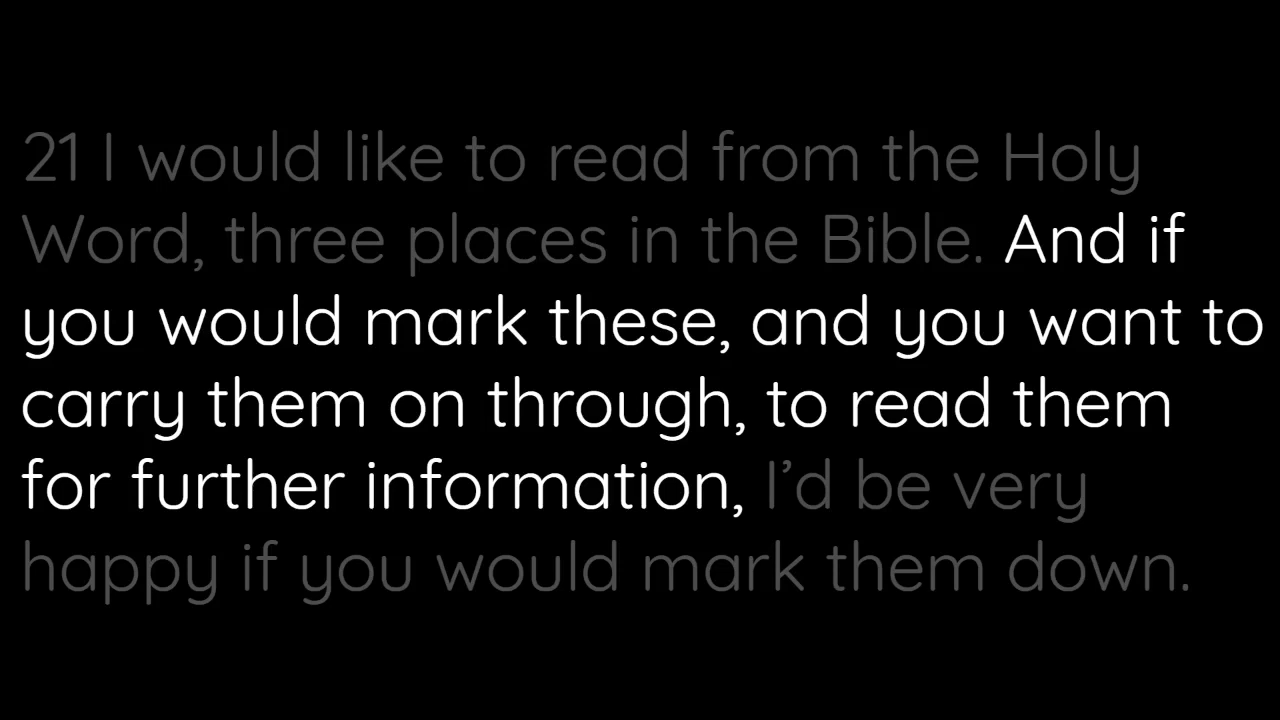 21 I would like to read from the Holy
Word, three places in the Bible. And if
you would mark these, and you want to
carry them on through, to read them
for further information, I’d be very
happy if you would mark them down.